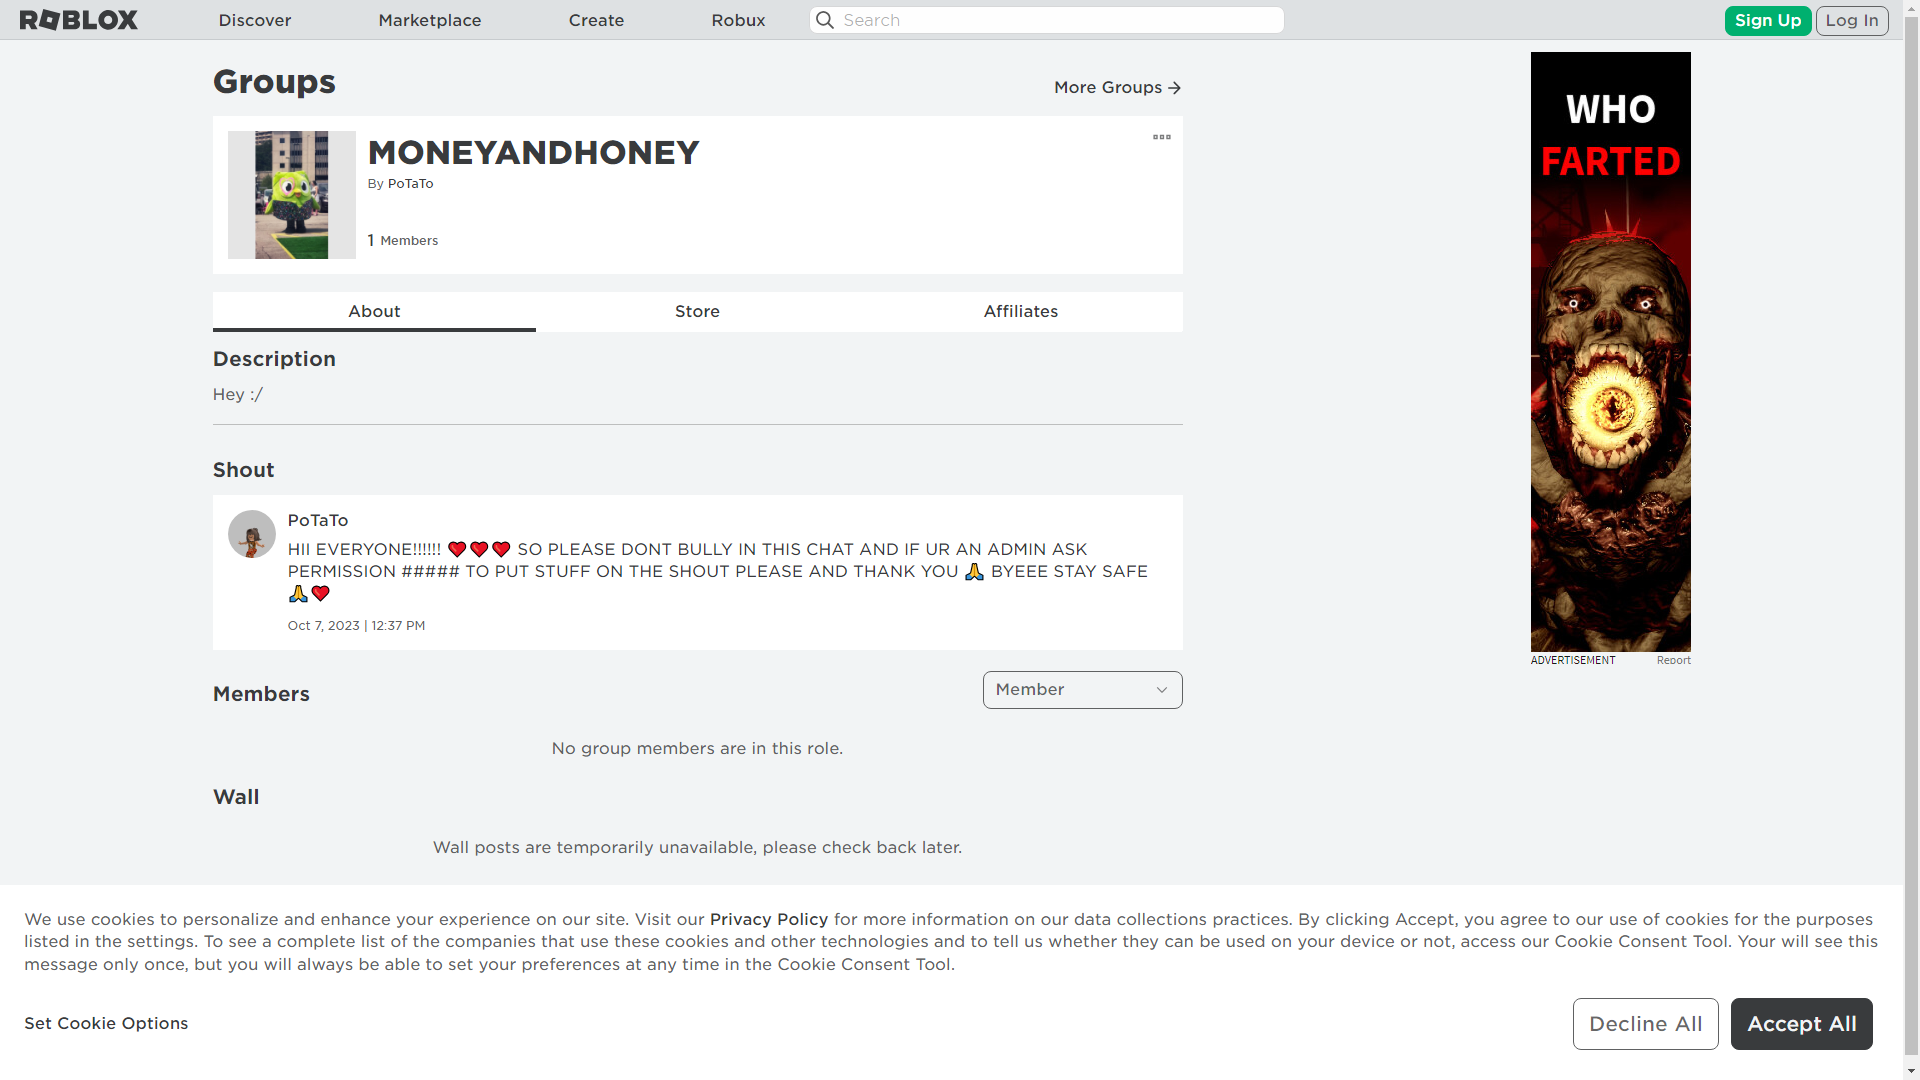 ROBLOX
Discover
Marketplace
Create
Robux
Search
Sign Up
Log In
Groups
More Groups →
MONEYANDHONEY
By PoTaTo
1 Members
About
Store
Affiliates
Description
Hey :/
Shout
PoTaTo
HII EVERYONE!!!!!! ❤️❤️❤️ SO PLEASE DONT BULLY IN THIS CHAT AND IF UR AN ADMIN ASK
PERMISSION ##### TO PUT STUFF ON THE SHOUT PLEASE AND THANK YOU 🙏 BYEEE STAY SAFE
🙏❤️
Oct 7, 2023 | 12:37 PM
Members
Member
No group members are in this role.
Wall
Wall posts are temporarily unavailable, please check back later.
WHO
FARTED
ADVERTISEMENT
Report
We use cookies to personalize and enhance your experience on our site. Visit our Privacy Policy for more information on our data collections practices. By clicking Accept, you agree to our use of cookies for the purposes
listed in the settings. To see a complete list of the companies that use these cookies and other technologies and to tell us whether they can be used on your device or not, access our Cookie Consent Tool. Your will see this
message only once, but you will always be able to set your preferences at any time in the Cookie Consent Tool.
Set Cookie Options
Decline All
Accept All